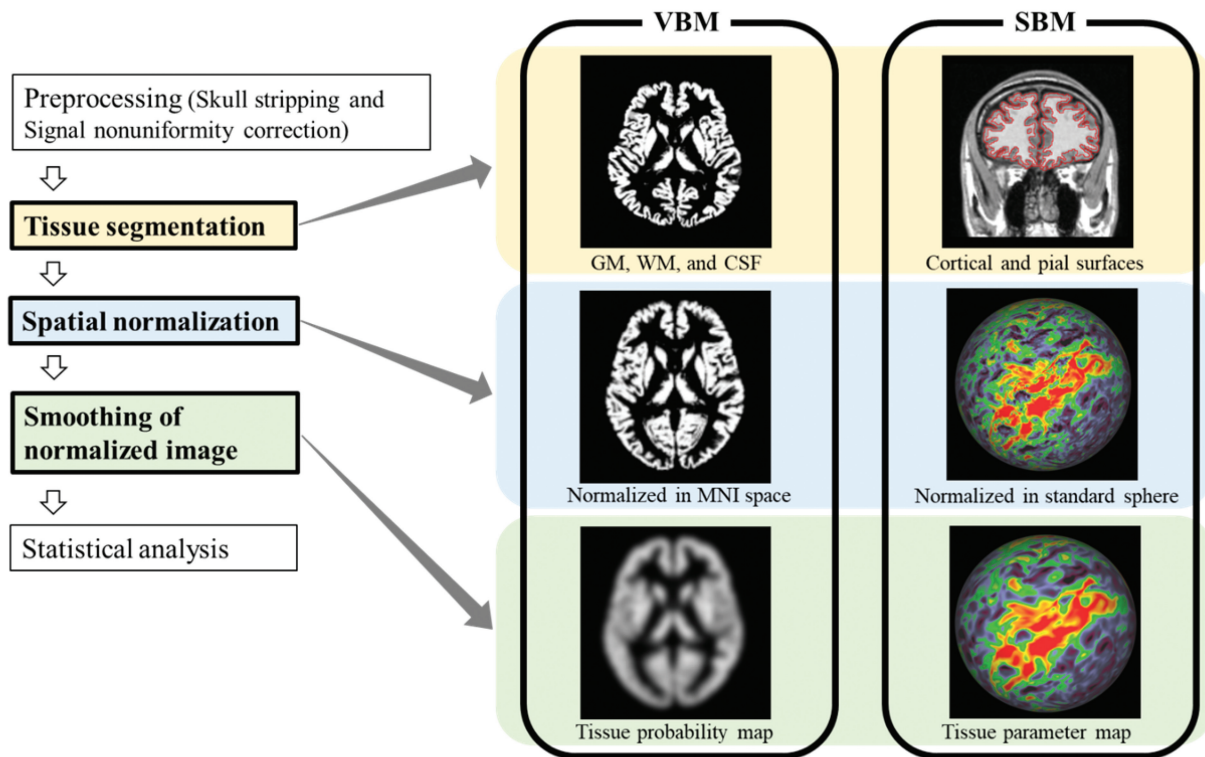 Preprocessing (Skull stripping and
Signal nonuniformity correction)
Tissue segmentation
Spatial normalization
Smoothing of
normalized image
Statistical analysis
VBM
SBM
GM, WM, and CSF
Cortical and pial surfaces
Normalized in MNI space
Normalized in standard sphere
Tissue probability map
Tissue parameter map